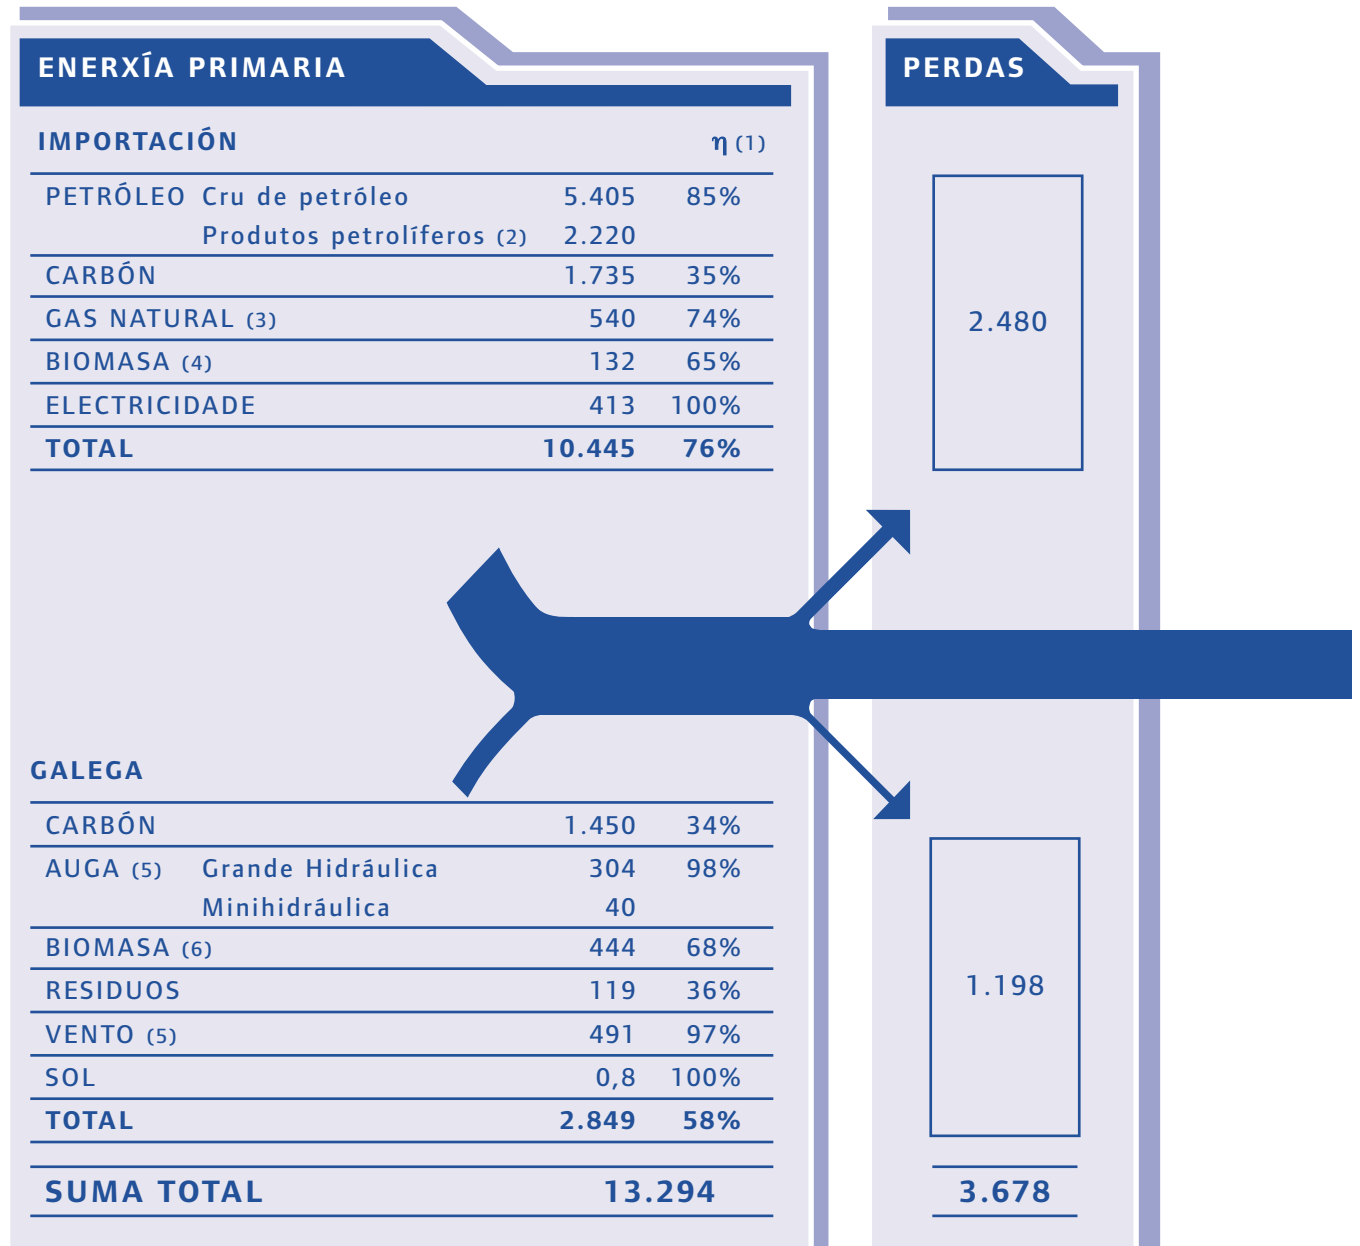 ENERXÍA PRIMARIA
IMPORTACIÓN η (1)
PETRÓLEO Cru de petróleo 5.405 85%
Produtos petrolíferos (2) 2.220
CARBÓN 1.735 35%
GAS NATURAL (3) 540 74%
BIOMASA (4) 132 65%
ELECTRICIDADE 413 100%
TOTAL 10.445 76%
GALEGA
CARBÓN 1.450 34%
AUGA (5) Grande Hidráulica 304 98%
Minihidráulica 40
BIOMASA (6) 444 68%
RESIDUOS 119 36%
VENTO (5) 491 97%
SOL 0,8 100%
TOTAL 2.849 58%
SUMA TOTAL 13.294
PERDAS
2.480
1.198
3.678